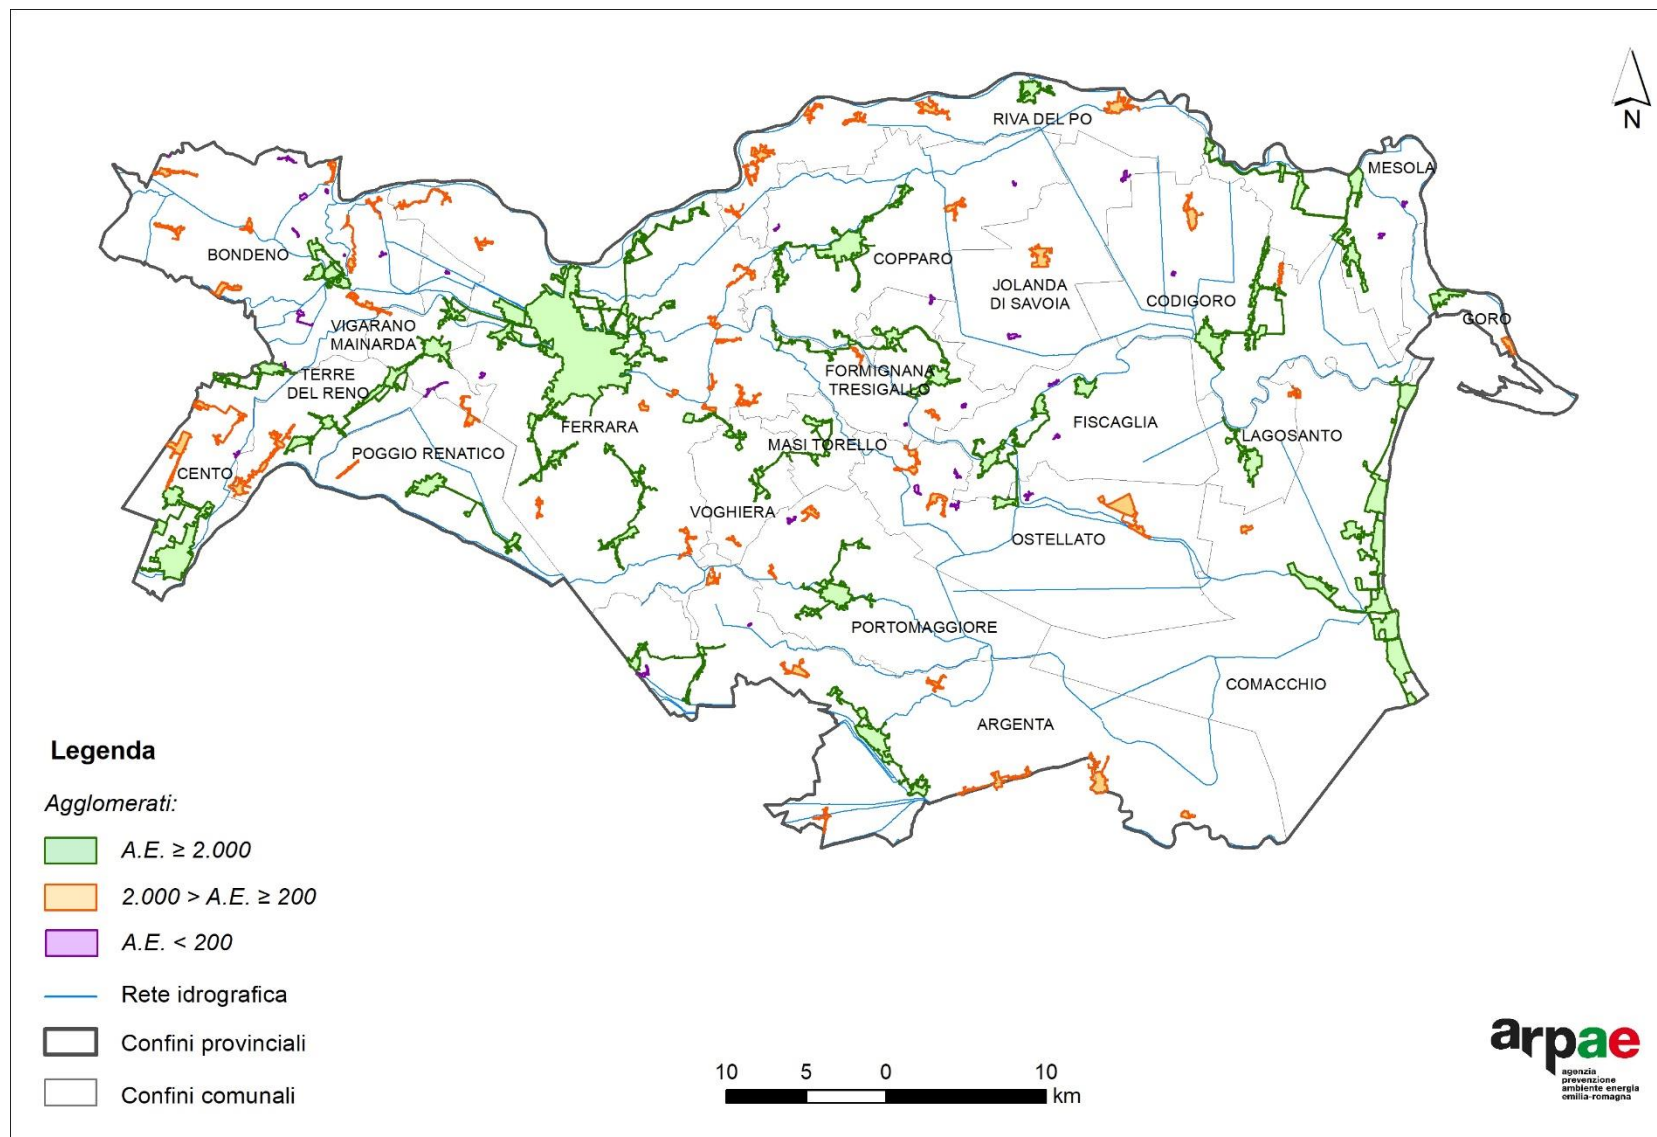 N
RIVA DEL PO
MESOLA
BONDENO
COPPARO
JOLANDA
DI SAVOIA
CODIGORO
GORO
VIGARANO
MAINARDA
TERRE
DEL RENO
FORMIGNANA
TRESIGALLO
FERRARA
MASI TORELLO
FISCAGLIA
LAGOSANTO
CENTO
POGGIO RENATICO
VOGHIERA
OSTELLATO
PORTOMAGGIORE
COMACCHIO
ARGENTA
Legenda
Agglomerati:
A.E. ≥ 2.000
2.000 > A.E. ≥ 200
A.E. < 200
Rete idrografica
Confini provinciali
Confini comunali
10 5 0 10
km
arpae
agenzia
prevenzione
ambiente energia
emilia-romagna